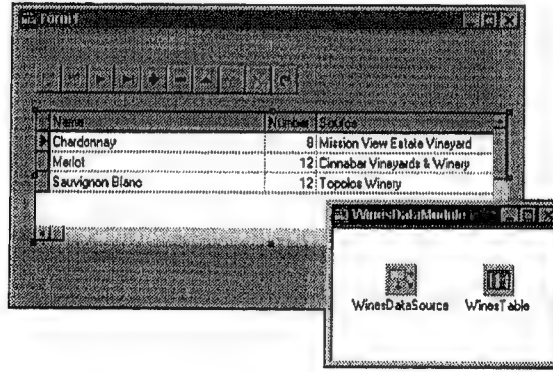 Form1
Name Number Source
Chardonnay 8 Mission View Estate Vineyard
Merlot 12 Cinnabar Vineyards & Winery
Sauvignon Blanc 12 Topolos Winery
WinesDataModule
WinesDataSource WinesTable